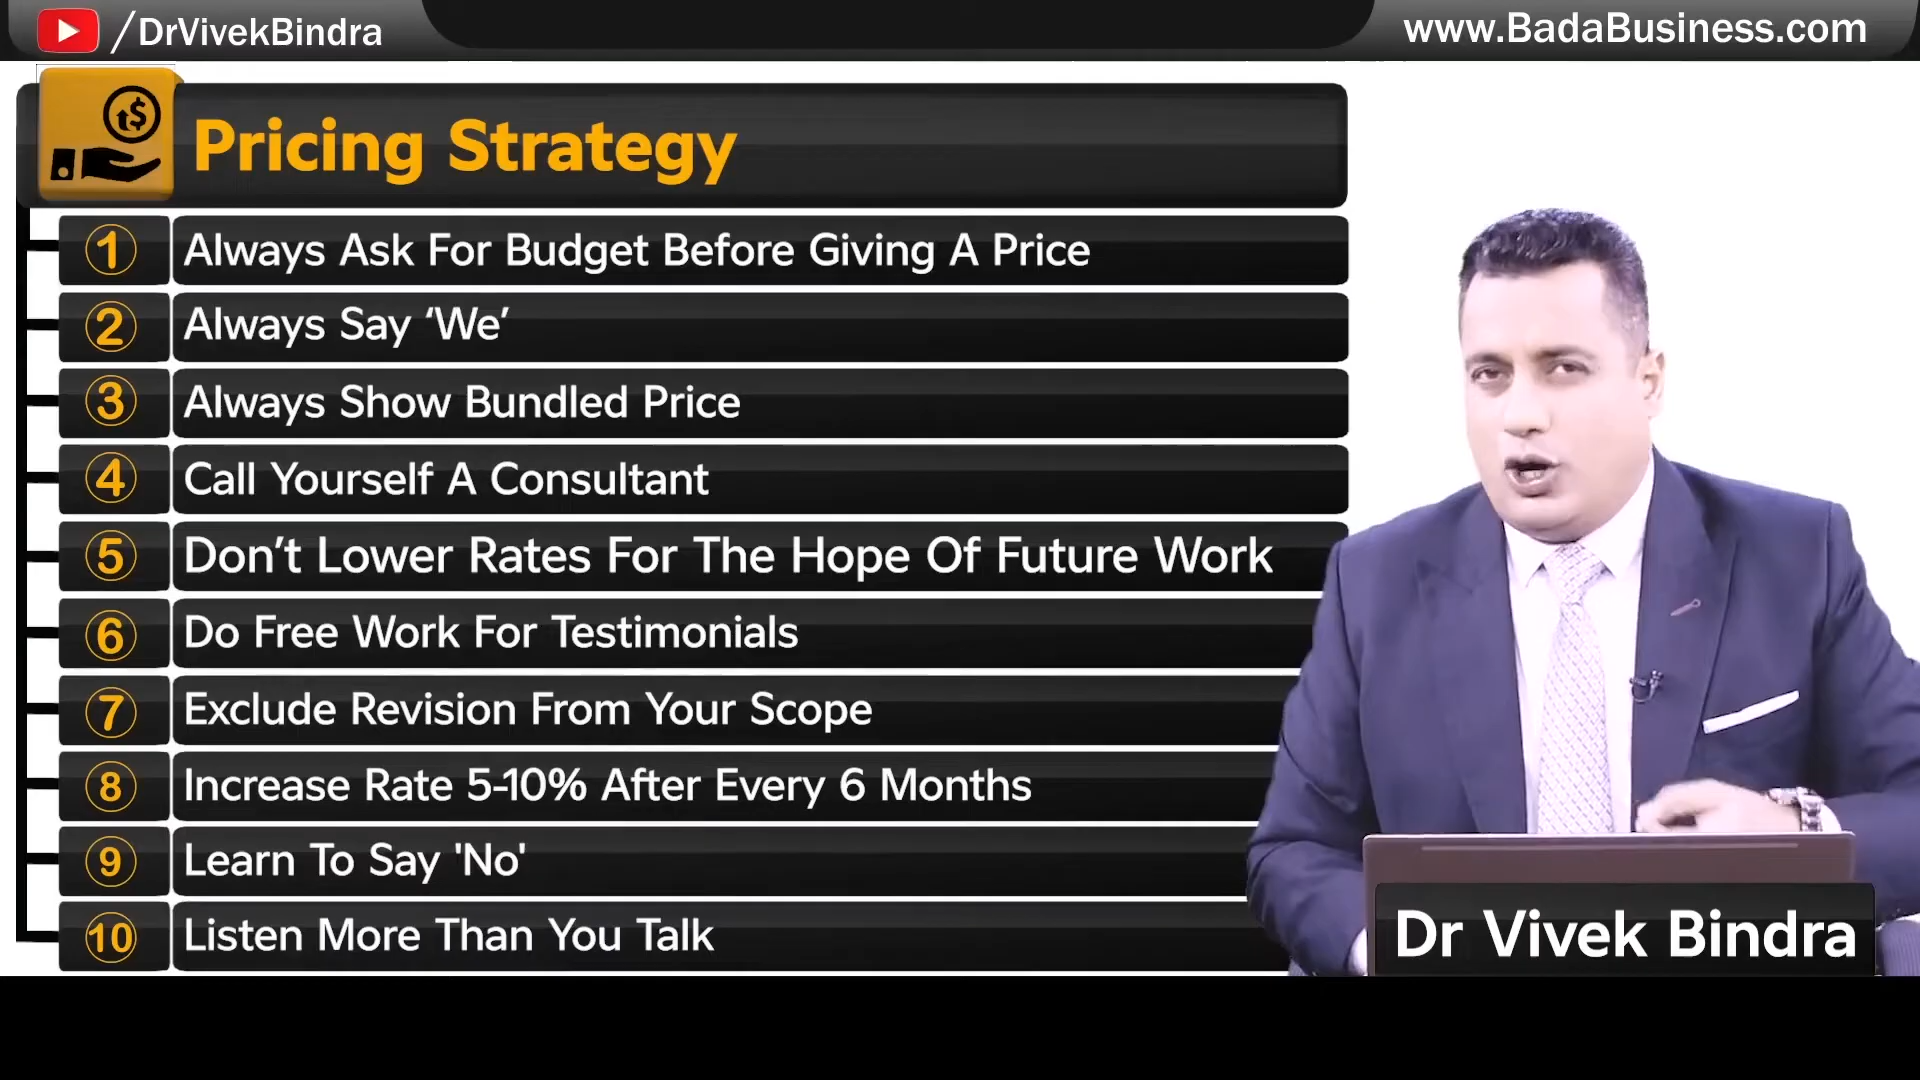 /DrVivekBindra
www.BadaBusiness.com
Pricing Strategy
1 Always Ask For Budget Before Giving A Price
2 Always Say ‘We’
3 Always Show Bundled Price
4 Call Yourself A Consultant
5 Don’t Lower Rates For The Hope Of Future Work
6 Do Free Work For Testimonials
7 Exclude Revision From Your Scope
8 Increase Rate 5-10% After Every 6 Months
9 Learn To Say 'No'
10 Listen More Than You Talk
Dr Vivek Bindra